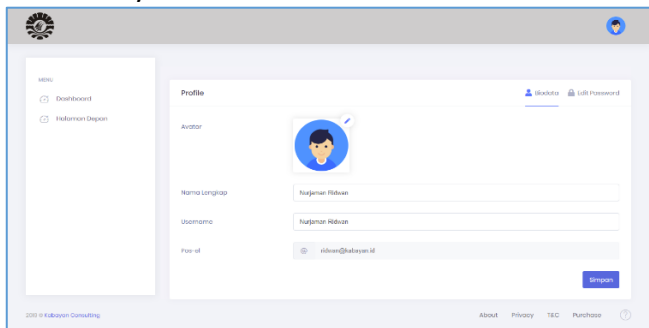 MENU
Dashboard
Halaman Depan
Profile
Biodata
Edit Password
Avatar
Nama Lengkap
Nurjaman Ridwan
Username
Nurjaman Ridwan
Pos-el
@ ridwan@kabayan.id
Simpan
2019 © Kabayan Consulting
About Privacy T&C Purchase